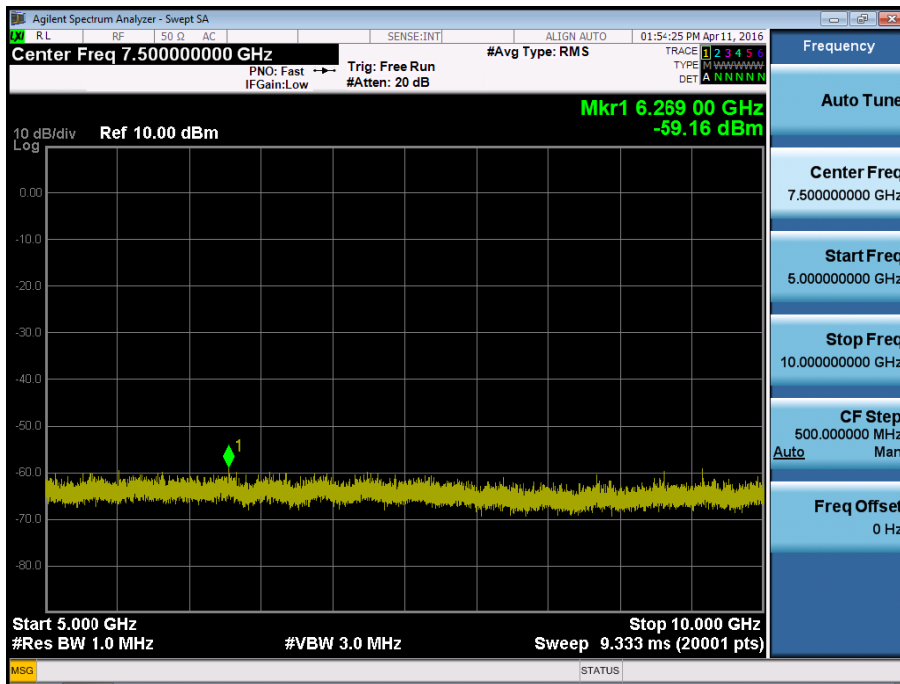 Agilent Spectrum Analyzer - Swept SA
LXI RL RF 50 Ω AC SENSE:INT ALIGN AUTO 01:54:25 PM Apr 11, 2016
Center Freq 7.500000000 GHz
PNO: Fast
IFGain:Low
Trig: Free Run
#Atten: 20 dB
#Avg Type: RMS
TRACE 1 2 3 4 5 6
TYPE M WWWWW
DET A N N N N N
Mkr1 6.269 00 GHz
-59.16 dBm
10 dB/div Ref 10.00 dBm
Log
0.00
-10.0
-20.0
-30.0
-40.0
-50.0
-60.0
-70.0
-80.0
1
Start 5.000 GHz Stop 10.000 GHz
#Res BW 1.0 MHz #VBW 3.0 MHz Sweep 9.333 ms (20001 pts)
MSG STATUS
Frequency
Auto Tune
Center Freq
7.500000000 GHz
Start Freq
5.000000000 GHz
Stop Freq
10.000000000 GHz
CF Step
500.000000 MHz
Auto Man
Freq Offset
0 Hz